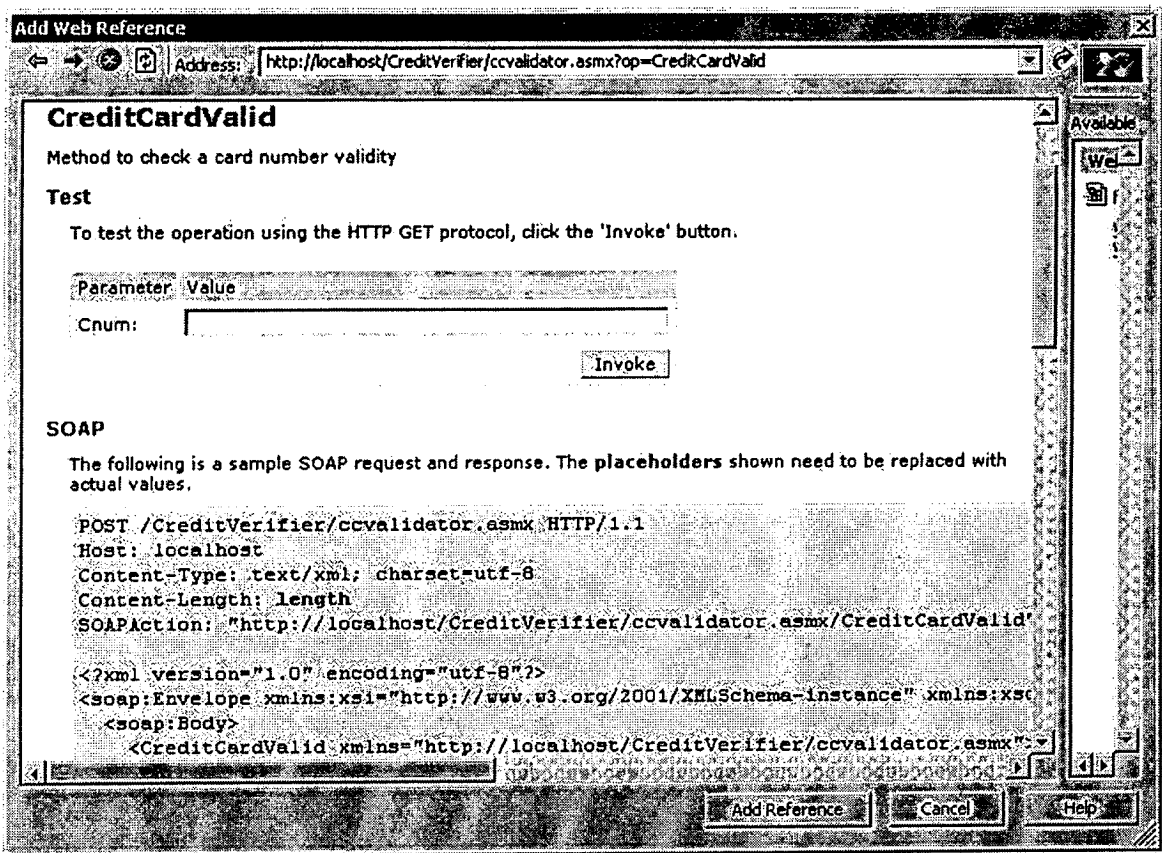 Add Web Reference
Address: http://localhost/CreditVerifier/ccvalidator.asmx?op=CreditCardValid
CreditCardValid
Available
Method to check a card number validity
Test
To test the operation using the HTTP GET protocol, click the 'Invoke' button.
Parameter Value
Cnum:
Invoke
SOAP
The following is a sample SOAP request and response. The placeholders shown need to be replaced with
actual values.
POST /CreditVerifier/ccvalidator.asmx HTTP/1.1
Host: localhost
Content-Type: text/xml; charset=utf-8
Content-Length: length
SOAPAction: "http://localhost/CreditVerifier/ccvalidator.asmx/CreditCardValid"
<?xml version="1.0" encoding="utf-8"?>
<soap:Envelope xmlns:xsi="http://www.w3.org/2001/XMLSchema-instance" xmlns:xsd
<soap:Body>
<CreditCardValid xmlns="http://localhost/CreditVerifier/ccvalidator.asmx">
Add Reference Cancel Help